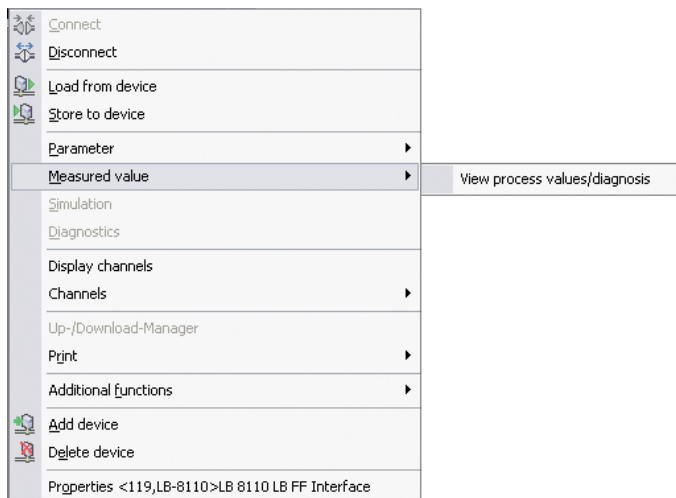 Connect
Disconnect
Load from device
Store to device
Parameter
Measured value
View process values/diagnosis
Simulation
Diagnostics
Display channels
Channels
Up-/Download-Manager
Print
Additional functions
Add device
Delete device
Properties <119,LB-8110>LB 8110 LB FF Interface